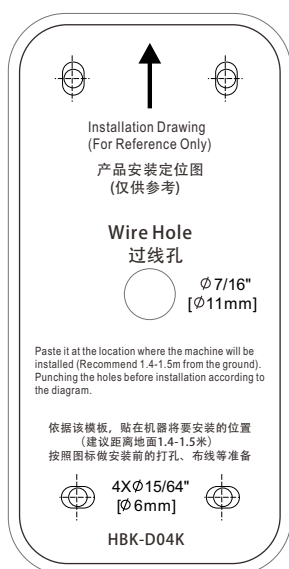 Installation Drawing
(For Reference Only)
产品安装定位图
(仅供参考)
Wire Hole
过线孔
Ø7/16"
[Ø11mm]
Paste it at the location where the machine will be
installed (Recommend 1.4-1.5m from the ground).
Punching the holes before installation according to
the diagram.
依据该模板，贴在机器将要安装的位置
（建议距离地面1.4-1.5米）
按照图标做安装前的打孔、布线等准备
4XØ15/64"
[Ø6mm]
HBK-D04K